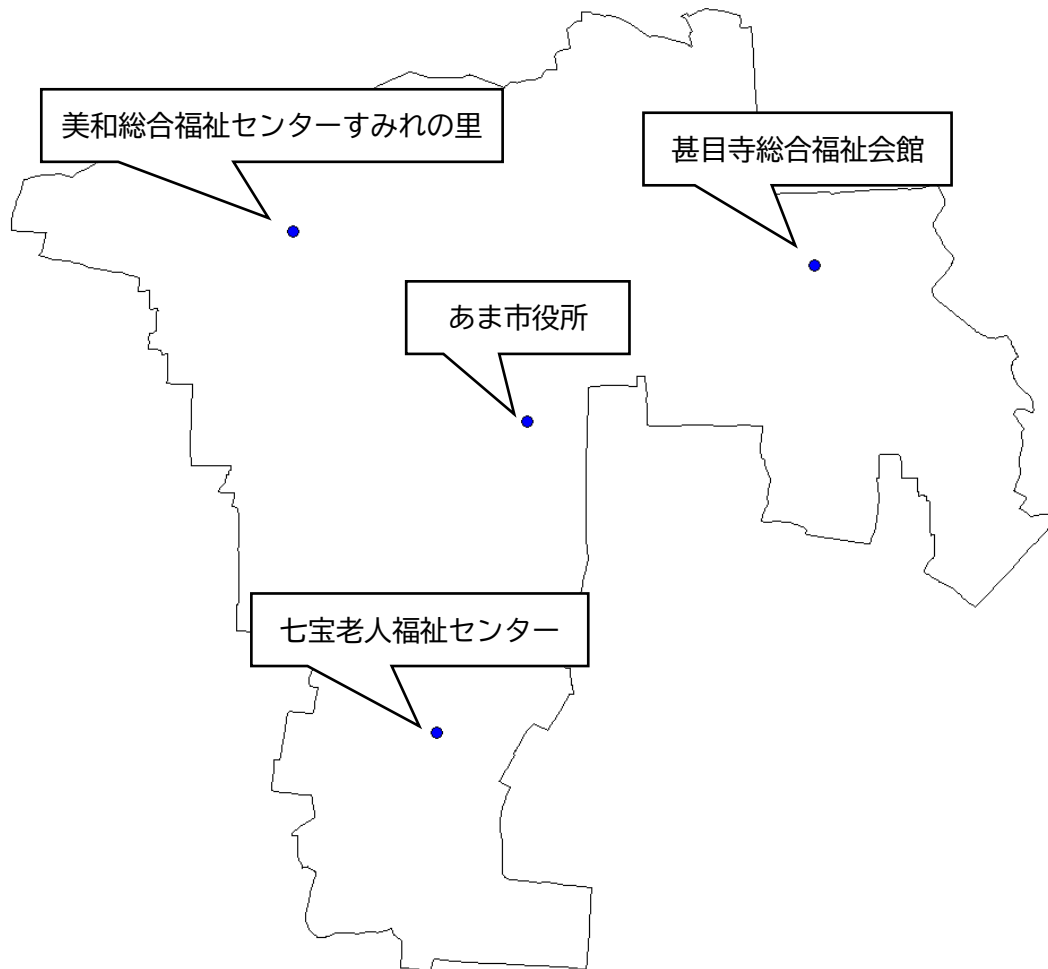 美和総合福祉センターすみれの里
甚目寺総合福祉会館
あま市役所
七宝老人福祉センター